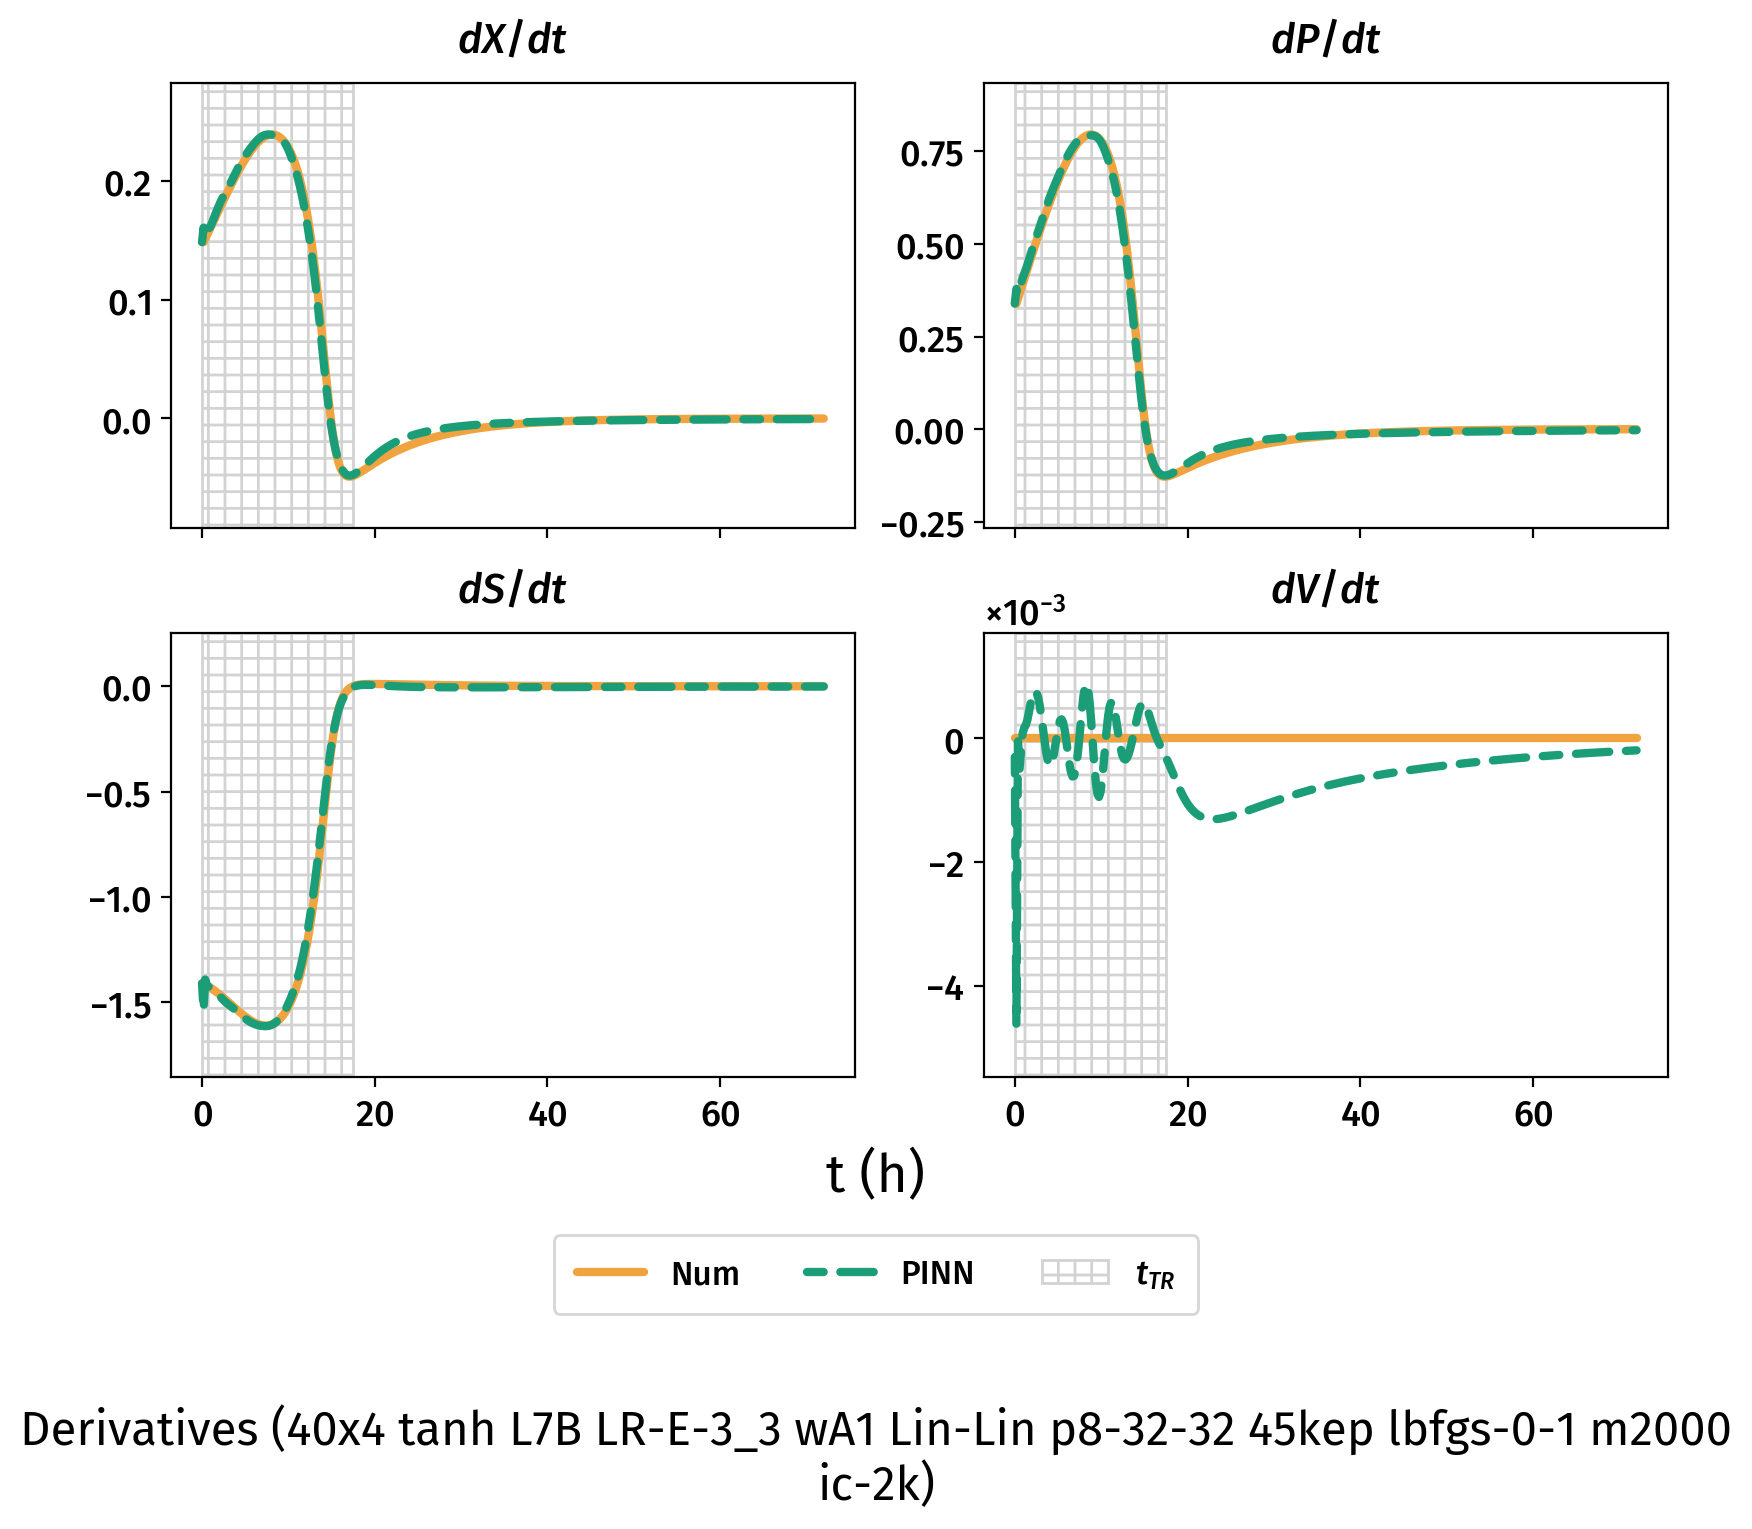 dX/dt
dP/dt
0.2
0.1
0.0
0.75
0.50
0.25
0.00
−0.25
dS/dt
dV/dt
×10⁻³
0.0
−0.5
−1.0
−1.5
0
−2
−4
0 20 40 60
0 20 40 60
t (h)
Num PINN t_TR
Derivatives (40x4 tanh L7B LR-E-3_3 wA1 Lin-Lin p8-32-32 45kep lbfgs-0-1 m2000
ic-2k)